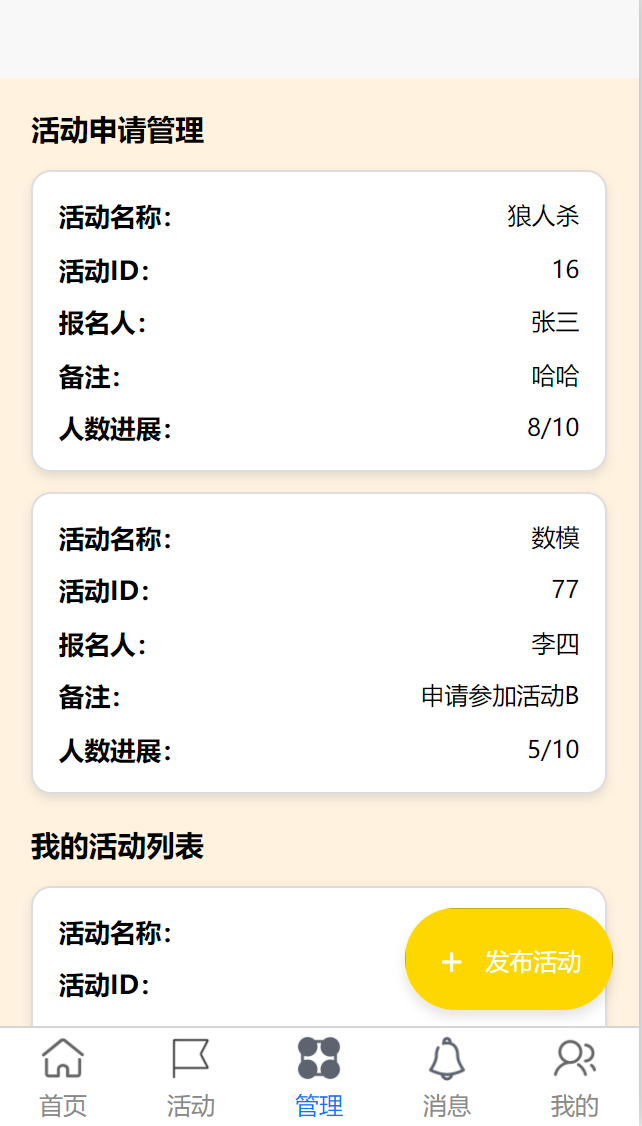 活动申请管理
活动名称： 狼人杀
活动ID： 16
报名人： 张三
备注： 哈哈
人数进展： 8/10
活动名称： 数模
活动ID： 77
报名人： 李四
备注： 申请参加活动B
人数进展： 5/10
我的活动列表
活动名称：
活动ID：
+ 发布活动
首页 活动 管理 消息 我的